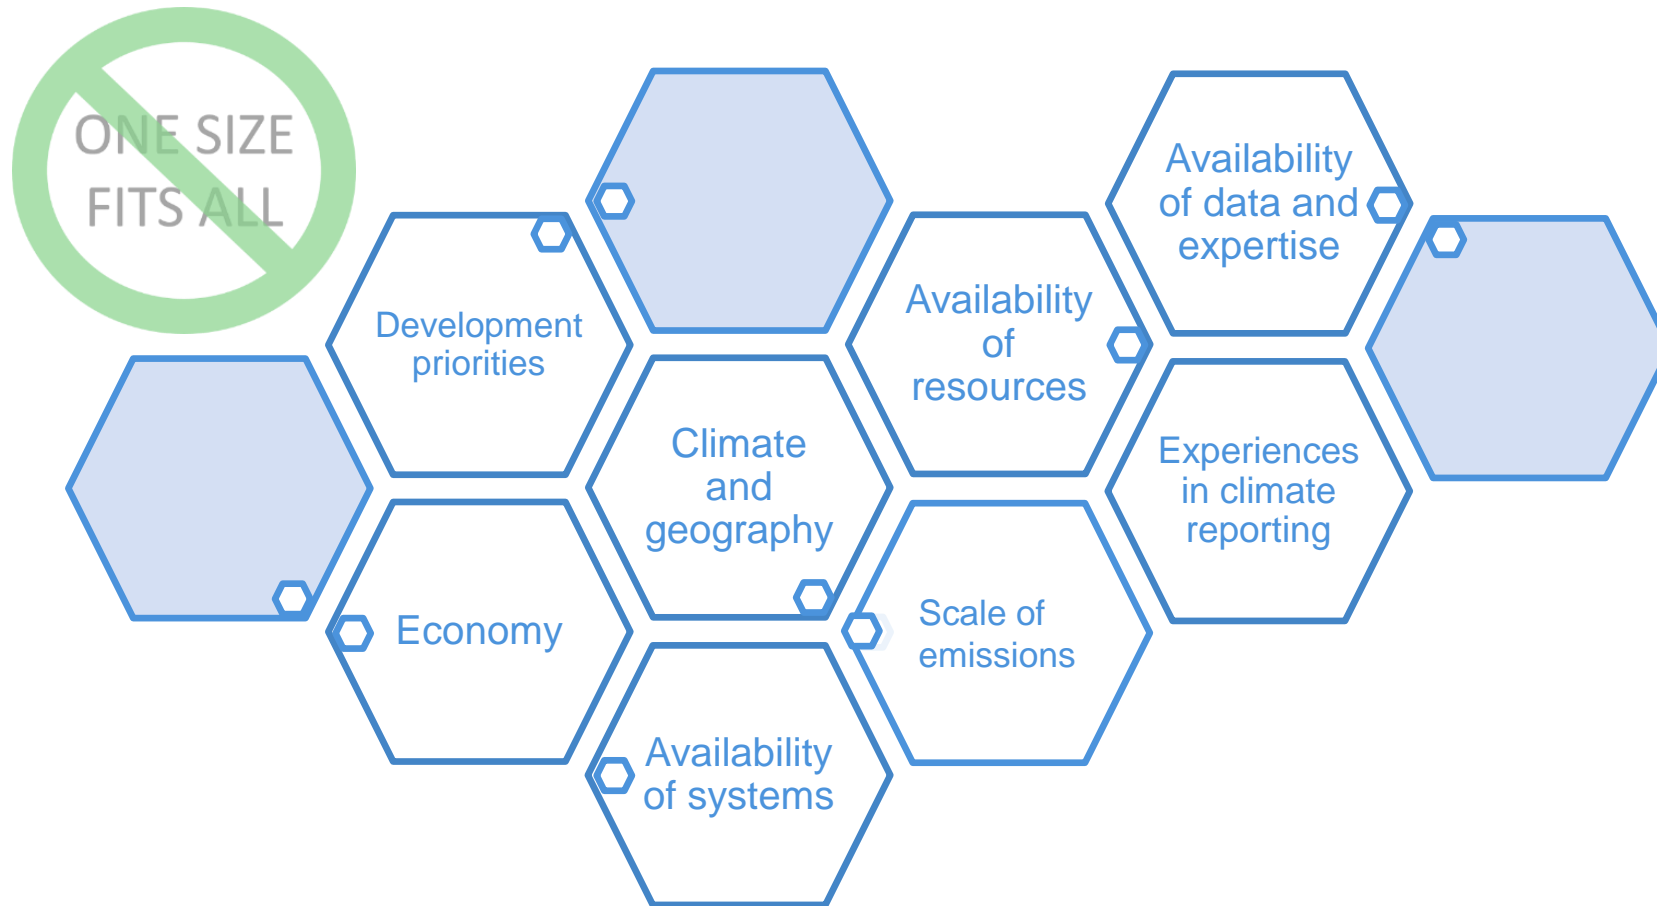 ONE SIZE
FITS ALL
Development
priorities
Economy
Climate
and
geography
Availability
of systems
Availability
of
resources
Scale of
emissions
Availability
of data and
expertise
Experiences
in climate
reporting